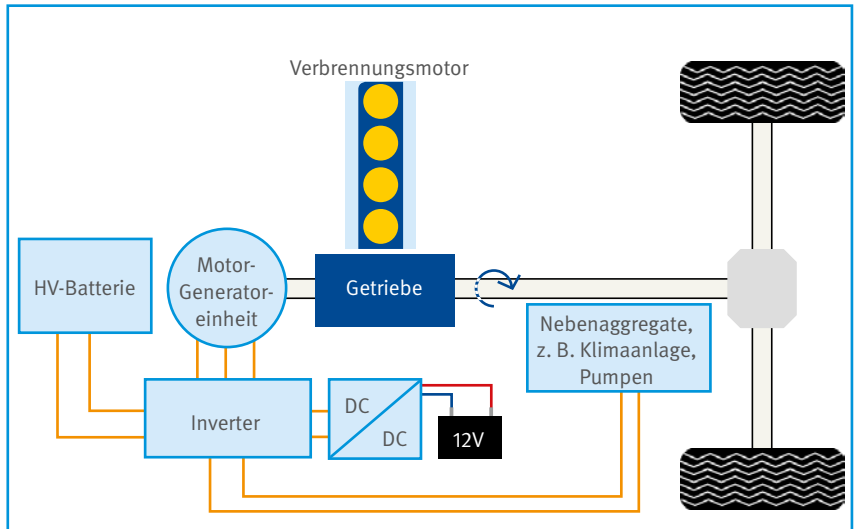 Verbrennungsmotor
HV-Batterie
Motor-
Generator-
einheit
Getriebe
Nebenaggregate,
z. B. Klimaanlage,
Pumpen
Inverter
DC
DC
12V